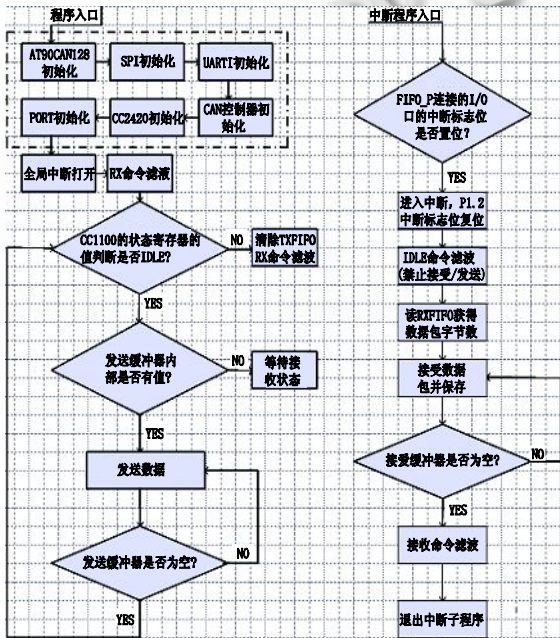 程序入口
AT90CAN128
初始化
SPI初始化
UARTI初始化
PORT初始化
CC2420初始化
CAN控制器
初始化
全局中断打开
RX命令滤液
CC1100的状态寄存器的
值判断是否IDLE?
NO
清除TXFIFO
RX命令滤液
YES
发送缓冲器内
部是否有值?
NO
等待接
收状态
YES
发送数据
发送缓冲器是否为空?
NO
YES
中断程序入口
FIFO_P连接的I/O
口的中断标志位
是否置位?
YES
进入中断, P1.2
中断标志位复位
IDLE命令滤波
(禁止接受/发送)
读RXFIFO获得
数据包字节数
接受数据
包并保存
接爱缓冲器是否为空?
NO
YES
接收命令滤波
退出中断子程序